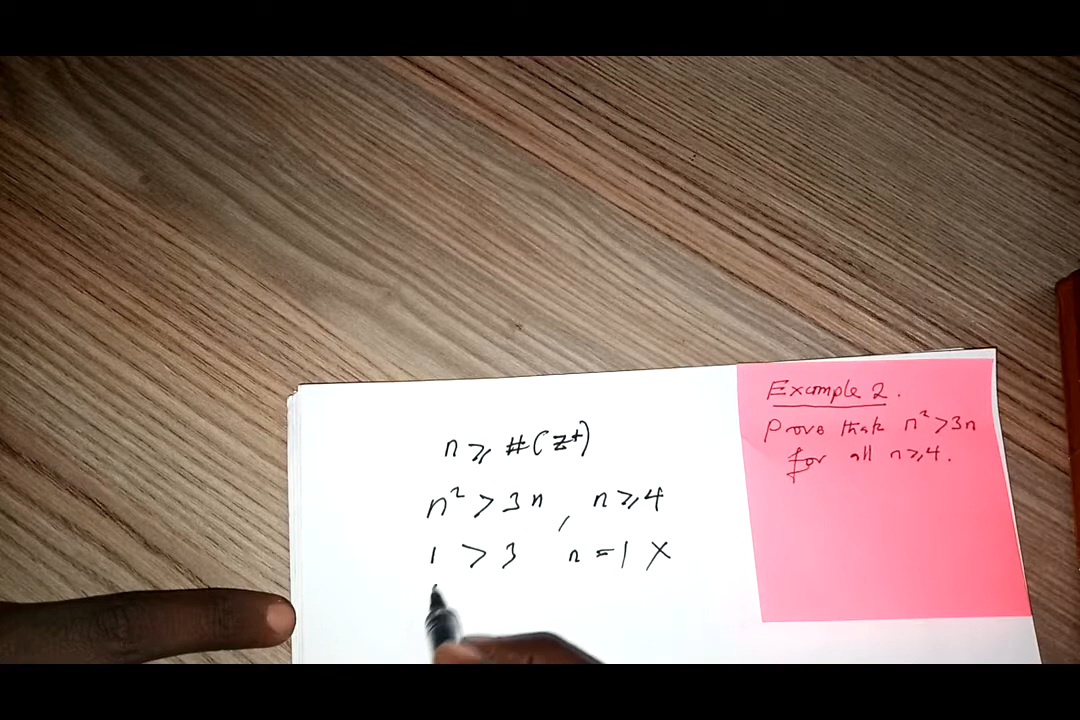 n ≥ #(z+)
n² > 3n , n ≥ 4
1 > 3 n = 1 ×
Example 2.
Prove that n² > 3n
for all n ≥ 4.